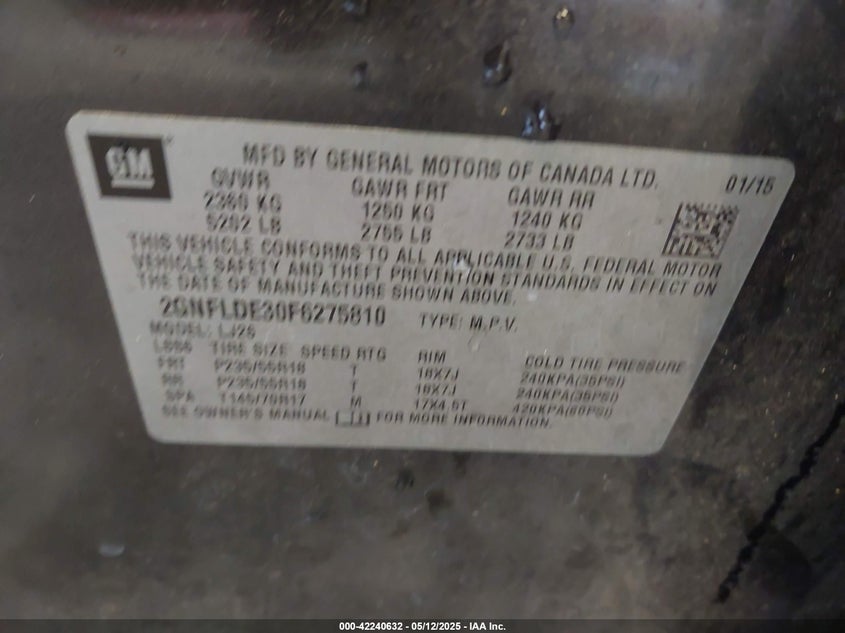 GM
MFD BY GENERAL MOTORS OF CANADA LTD. 01/15
GVWR GAWR FRT GAWR RR
2360 KG 1250 KG 1240 KG
5202 LB 2755 LB 2733 LB
THIS VEHICLE CONFORMS TO ALL APPLICABLE U.S. FEDERAL MOTOR
VEHICLE SAFETY AND THEFT PREVENTION STANDARDS IN EFFECT ON
THE DATE OF MANUFACTURE SHOWN ABOVE.
2GNFLDE30F6275810 TYPE: M.P.V.
MODEL: LJ26
TIRE SIZE SPEED RTG RIM COLD TIRE PRESSURE
FRT P235/55R18 T 18X7J 240KPA(35PSI)
RR P235/55R18 T 18X7J 240KPA(35PSI)
SPA T145/70R17 M 17X4.5T 420KPA(60PSI)
SEE OWNER'S MANUAL FOR MORE INFORMATION.
000-42240632 - 05/12/2025 - IAA Inc.